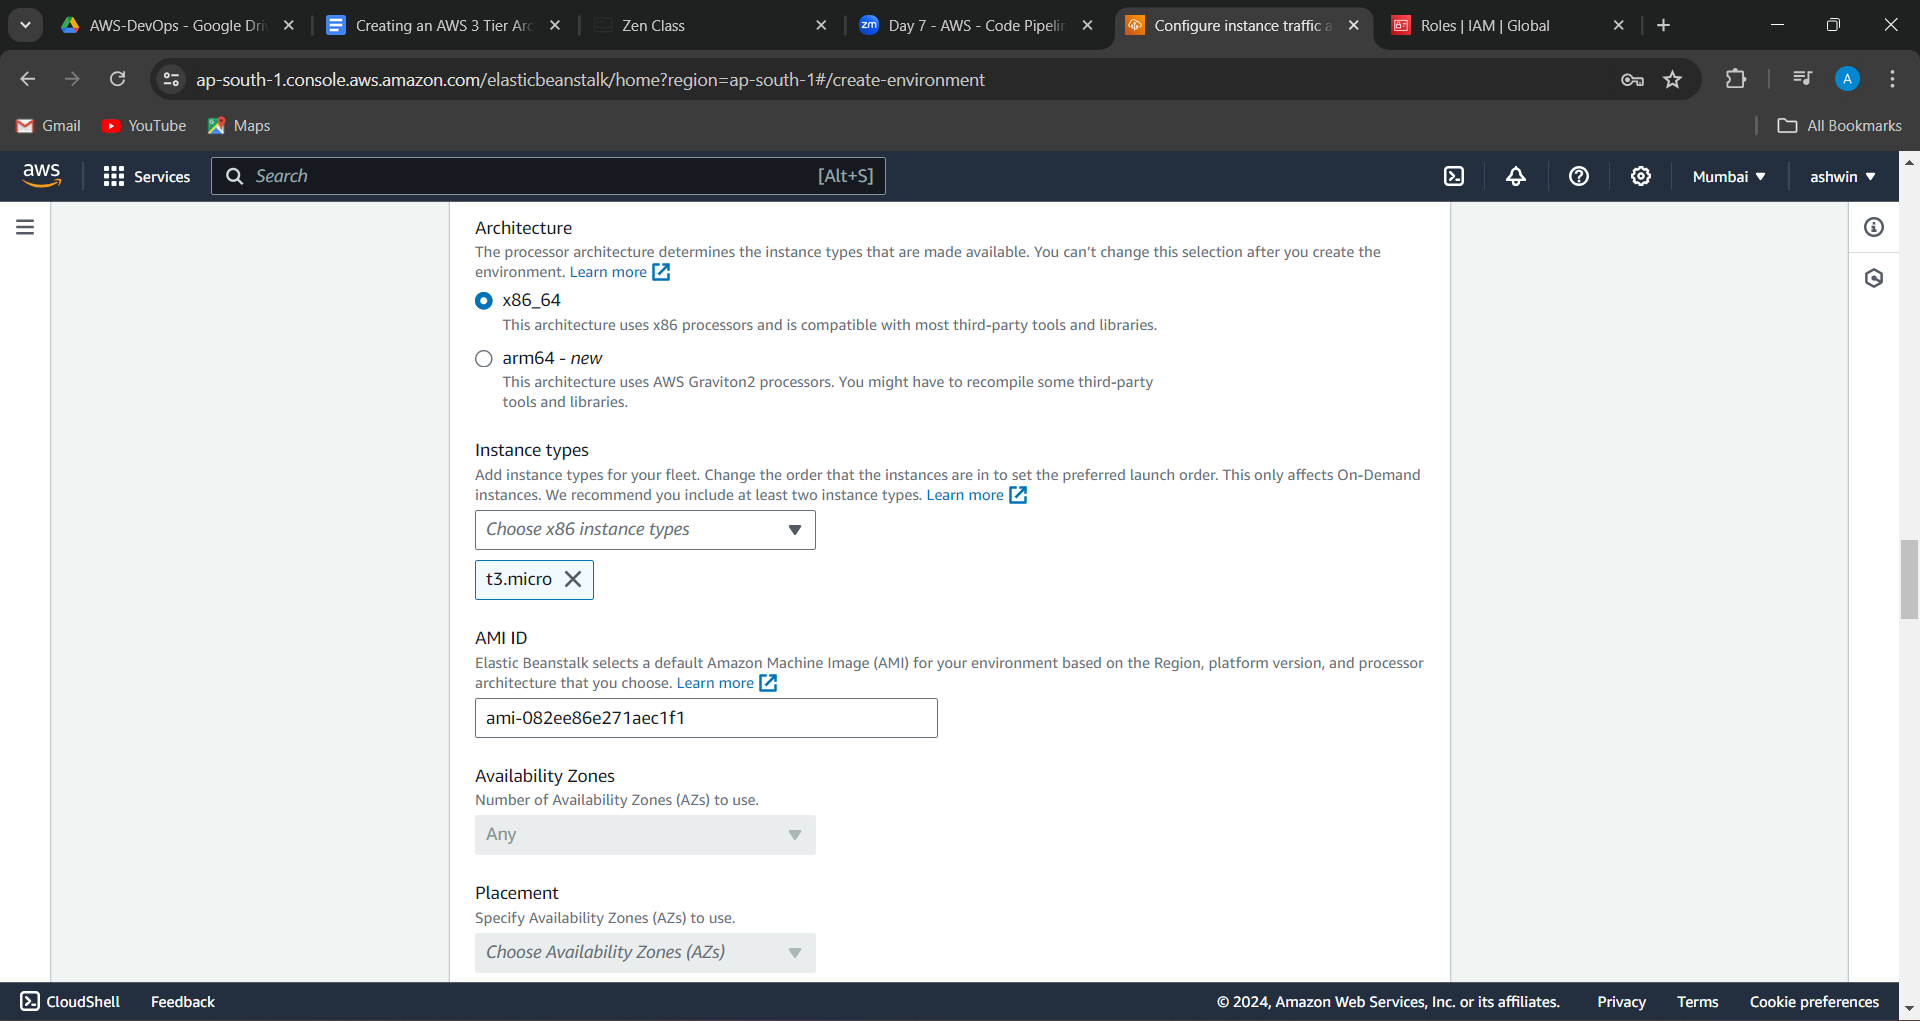 AWS-DevOps - Google Dri
Creating an AWS 3 Tier Arc
Zen Class
zm Day 7 - AWS - Code Pipelin
Configure instance traffic a
Roles | IAM | Global
ap-south-1.console.aws.amazon.com/elasticbeanstalk/home?region=ap-south-1#/create-environment
A
Gmail
YouTube
Maps
All Bookmarks
aws
Services
Search
[Alt+S]
Mumbai
ashwin
Architecture
The processor architecture determines the instance types that are made available. You can't change this selection after you create the
environment. Learn more
x86_64
This architecture uses x86 processors and is compatible with most third-party tools and libraries.
arm64 - new
This architecture uses AWS Graviton2 processors. You might have to recompile some third-party
tools and libraries.
Instance types
Add instance types for your fleet. Change the order that the instances are in to set the preferred launch order. This only affects On-Demand
instances. We recommend you include at least two instance types. Learn more
Choose x86 instance types
t3.micro
AMI ID
Elastic Beanstalk selects a default Amazon Machine Image (AMI) for your environment based on the Region, platform version, and processor
architecture that you choose. Learn more
ami-082ee86e271aec1f1
Availability Zones
Number of Availability Zones (AZs) to use.
Any
Placement
Specify Availability Zones (AZs) to use.
Choose Availability Zones (AZs)
CloudShell
Feedback
© 2024, Amazon Web Services, Inc. or its affiliates.
Privacy
Terms
Cookie preferences